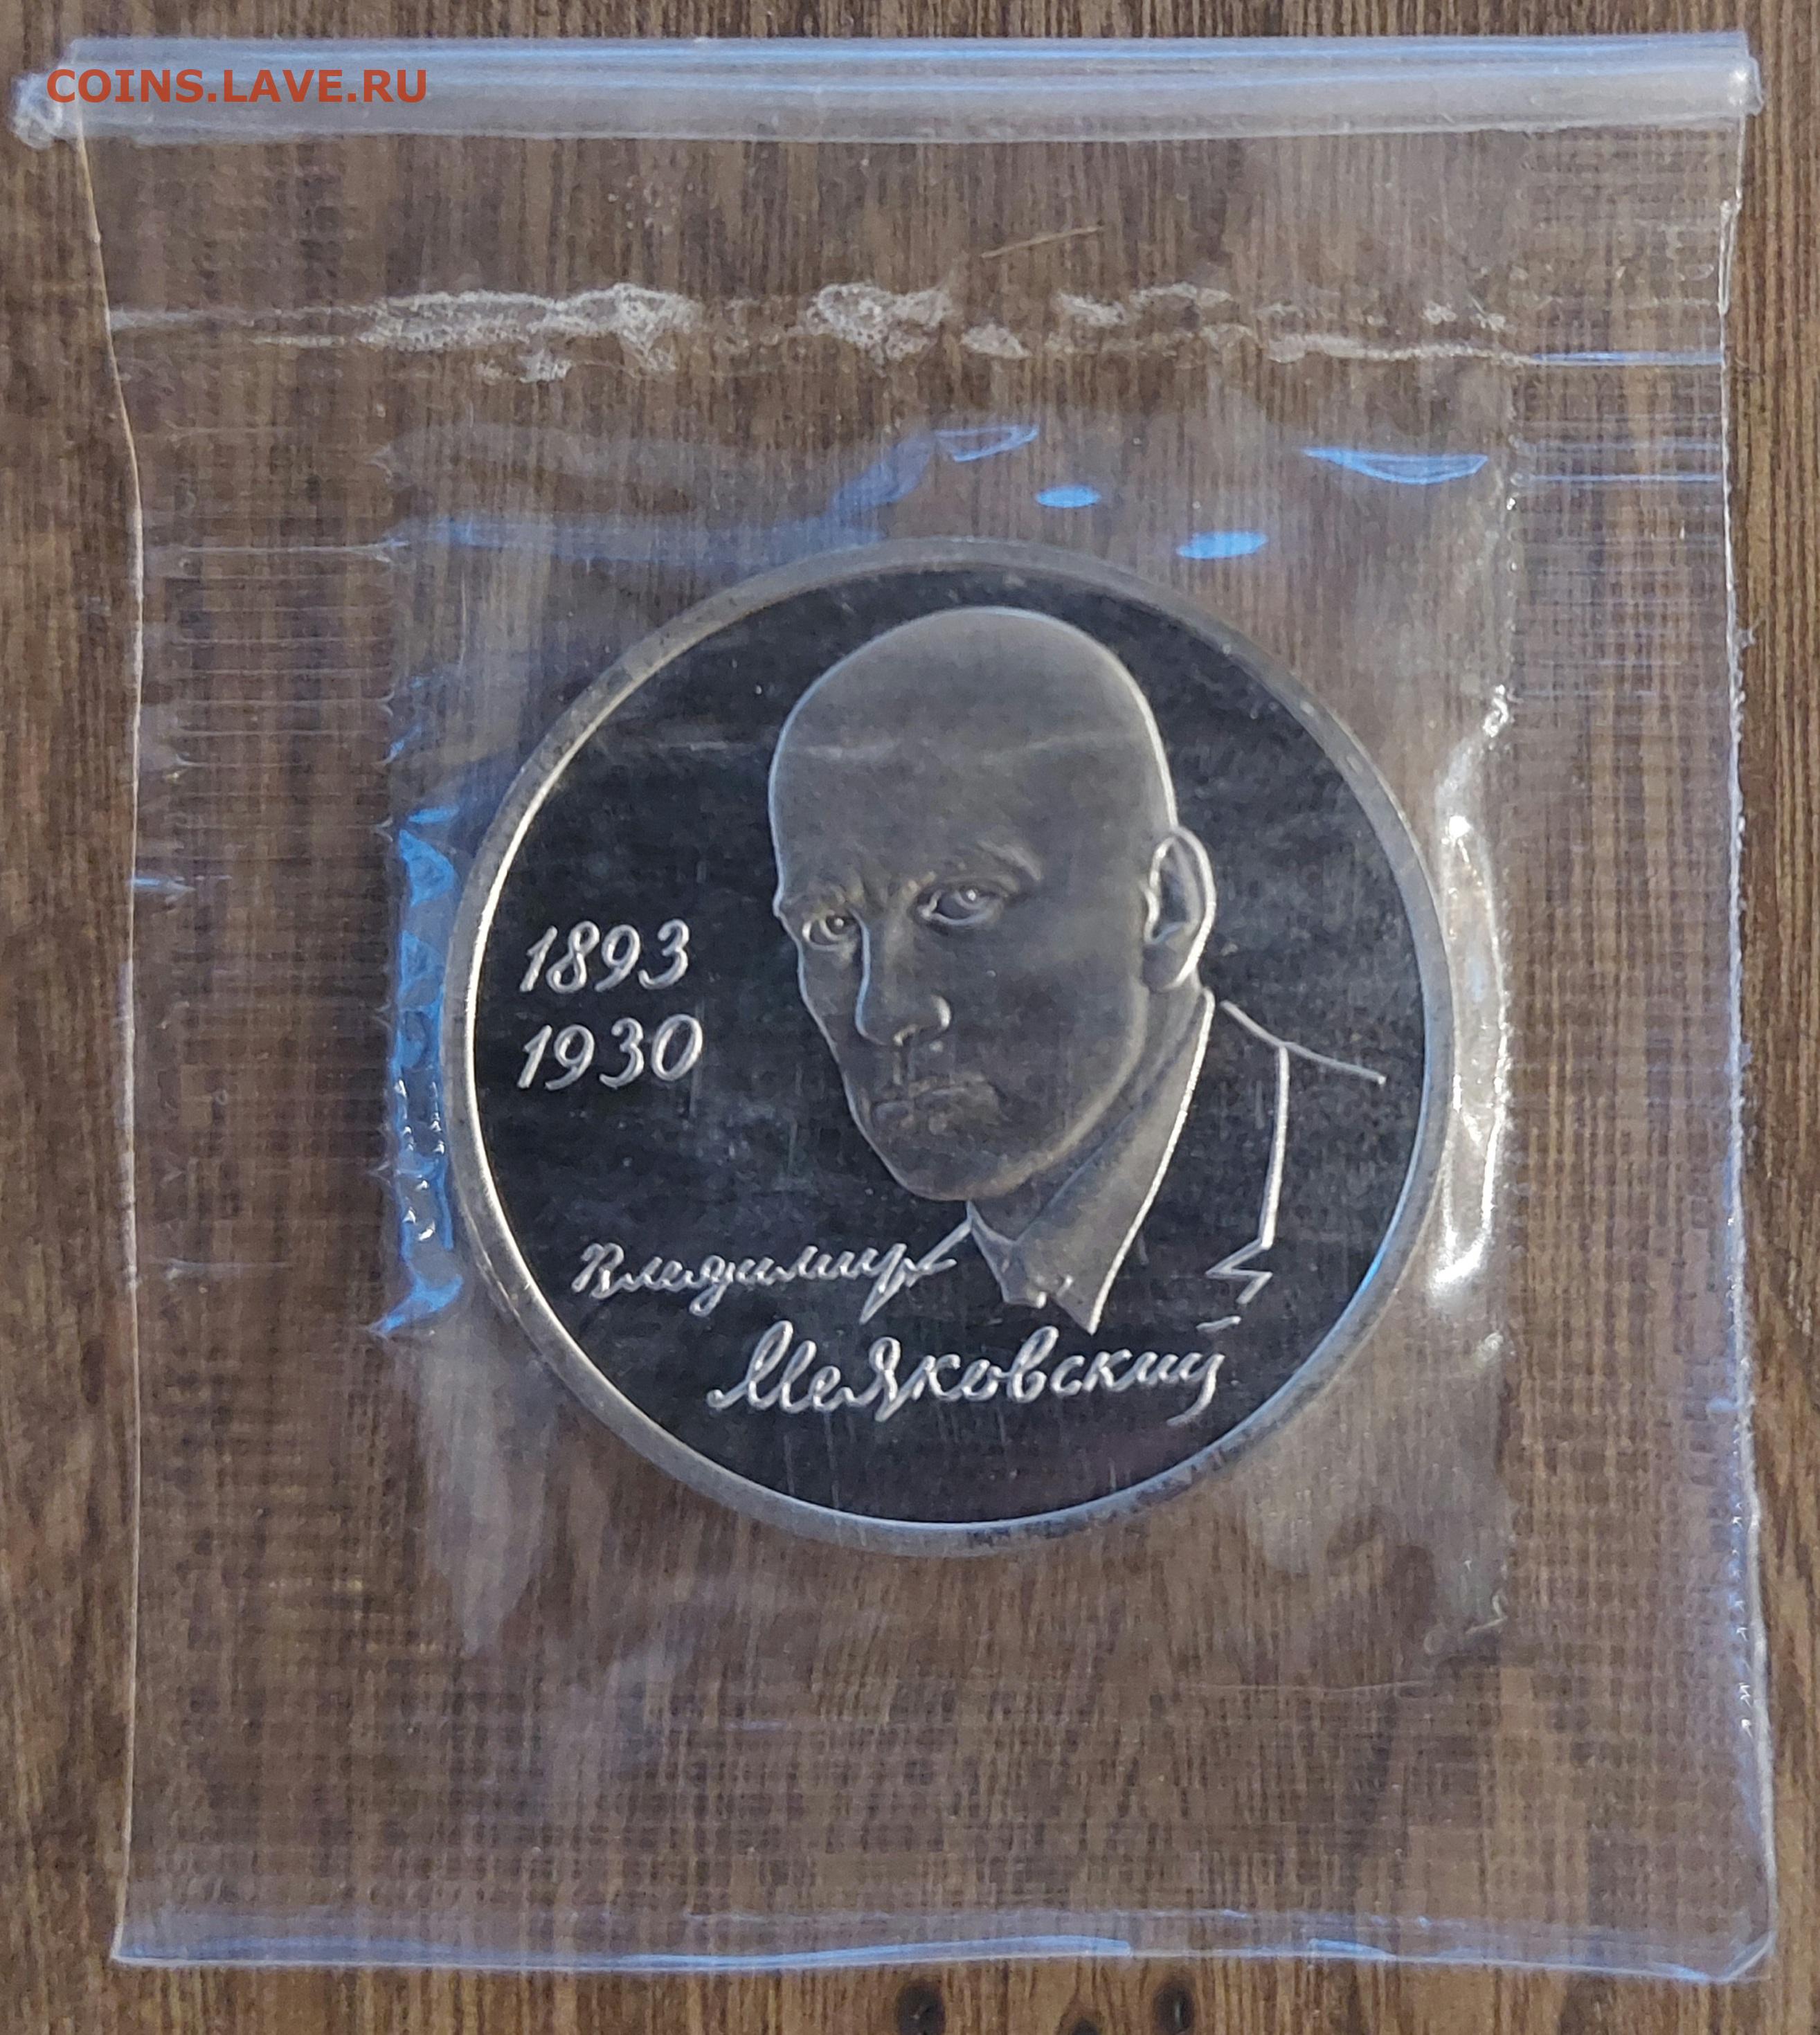 COINS.LAVE.RU
1893
1930
Владимир
Маяковский